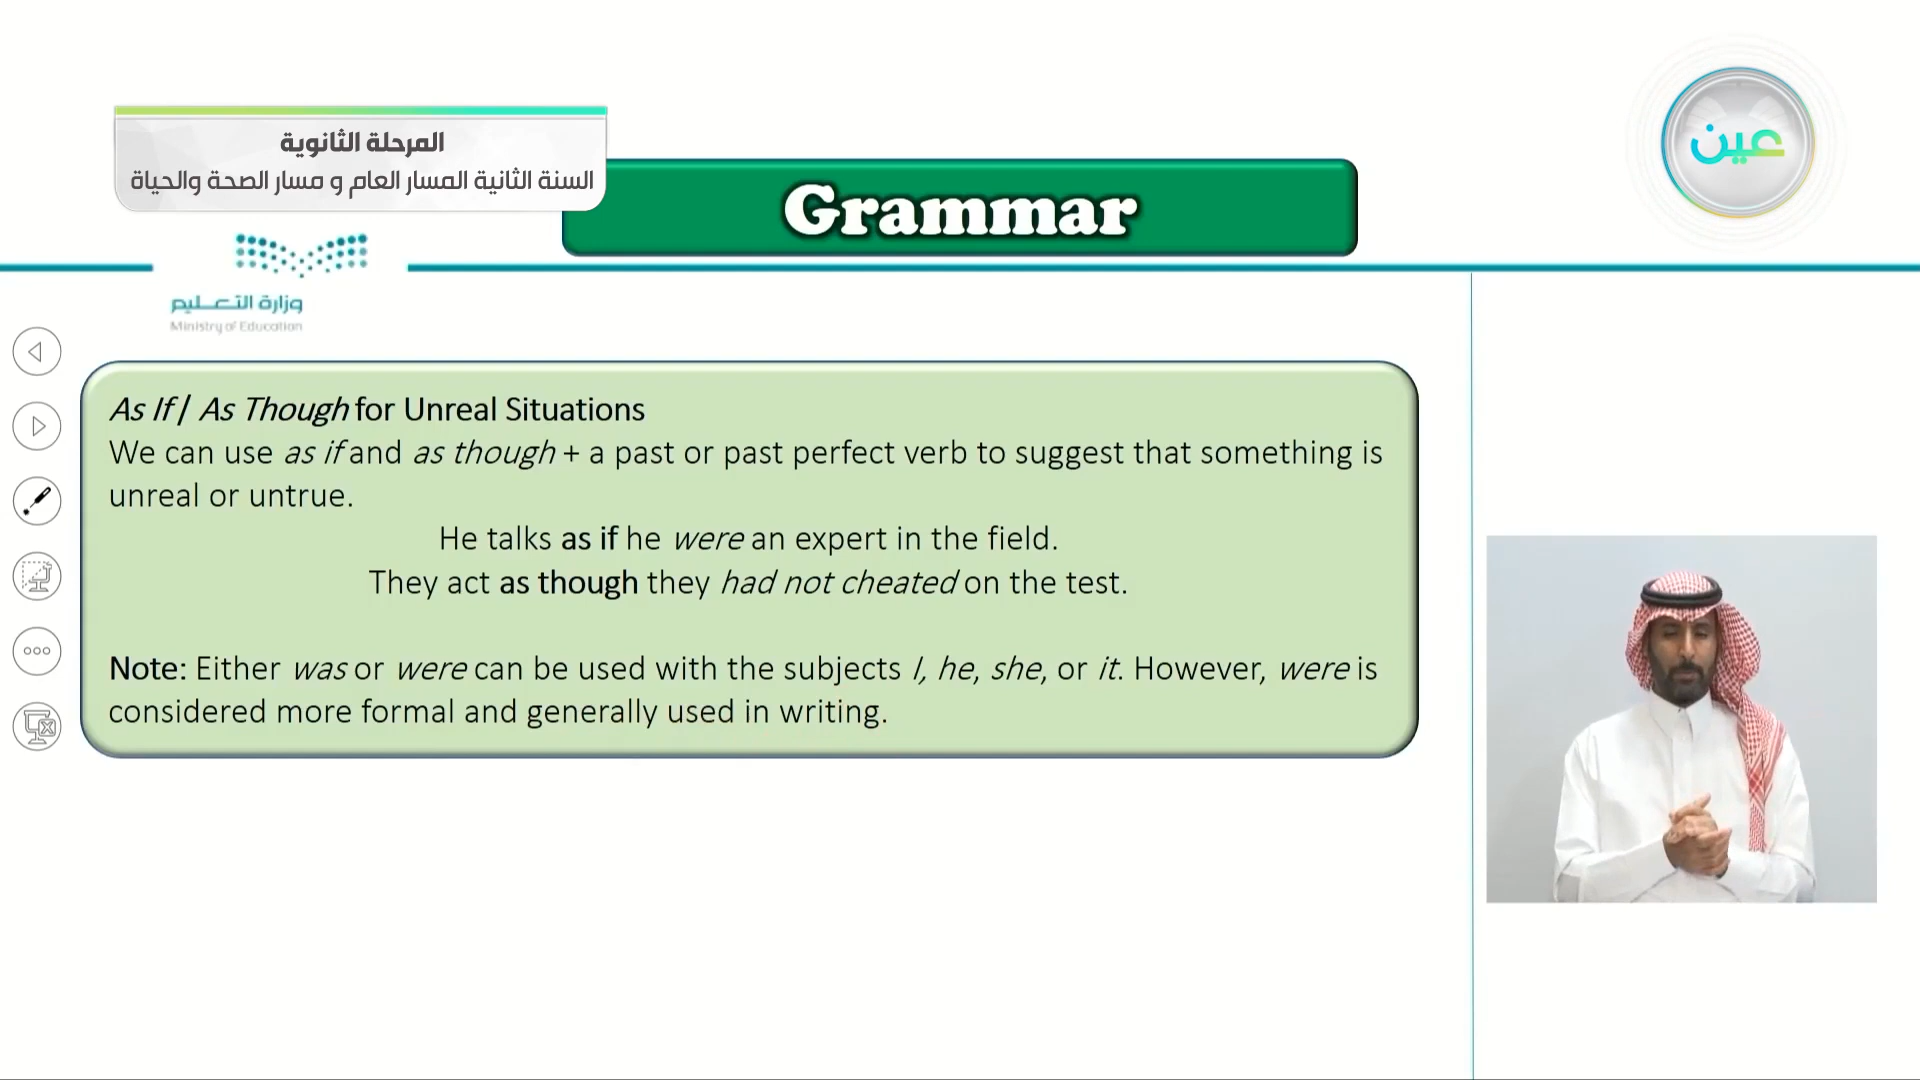 المرحلة الثانوية
السنة الثانية المسار العام و مسار الصحة والحياة
عين
Grammar
وزارة التعليم
Ministry of Education
As If / As Though for Unreal Situations
We can use as if and as though + a past or past perfect verb to suggest that something is
unreal or untrue.
He talks as if he were an expert in the field.
They act as though they had not cheated on the test.
Note: Either was or were can be used with the subjects I, he, she, or it. However, were is
considered more formal and generally used in writing.